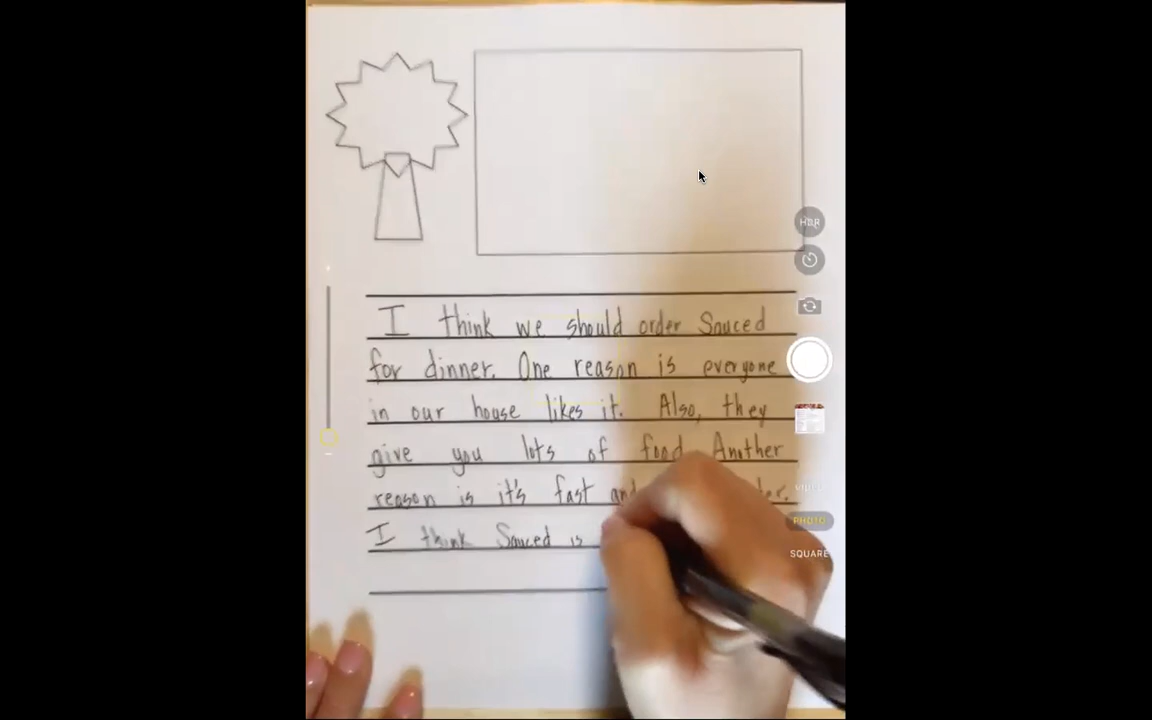 HDR
I think we should order Sauced
for dinner. One reason is everyone
in our house likes it. Also, they
give you lots of food. Another
reason is it's fast and
I think Sauced is
PHOTO
SQUARE